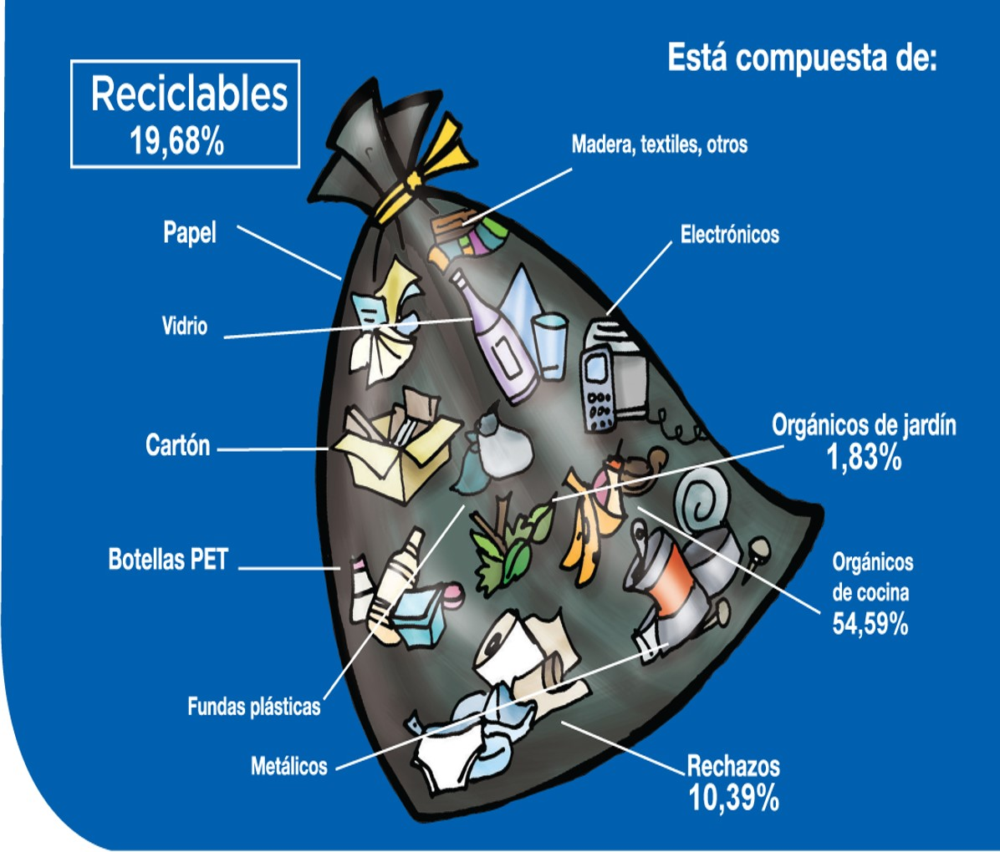 Está compuesta de:
Reciclables
19,68%
Madera, textiles, otros
Papel
Electrónicos
Vidrio
Cartón
Orgánicos de jardín
1,83%
Botellas PET
Orgánicos
de cocina
54,59%
Fundas plásticas
Metálicos
Rechazos
10,39%